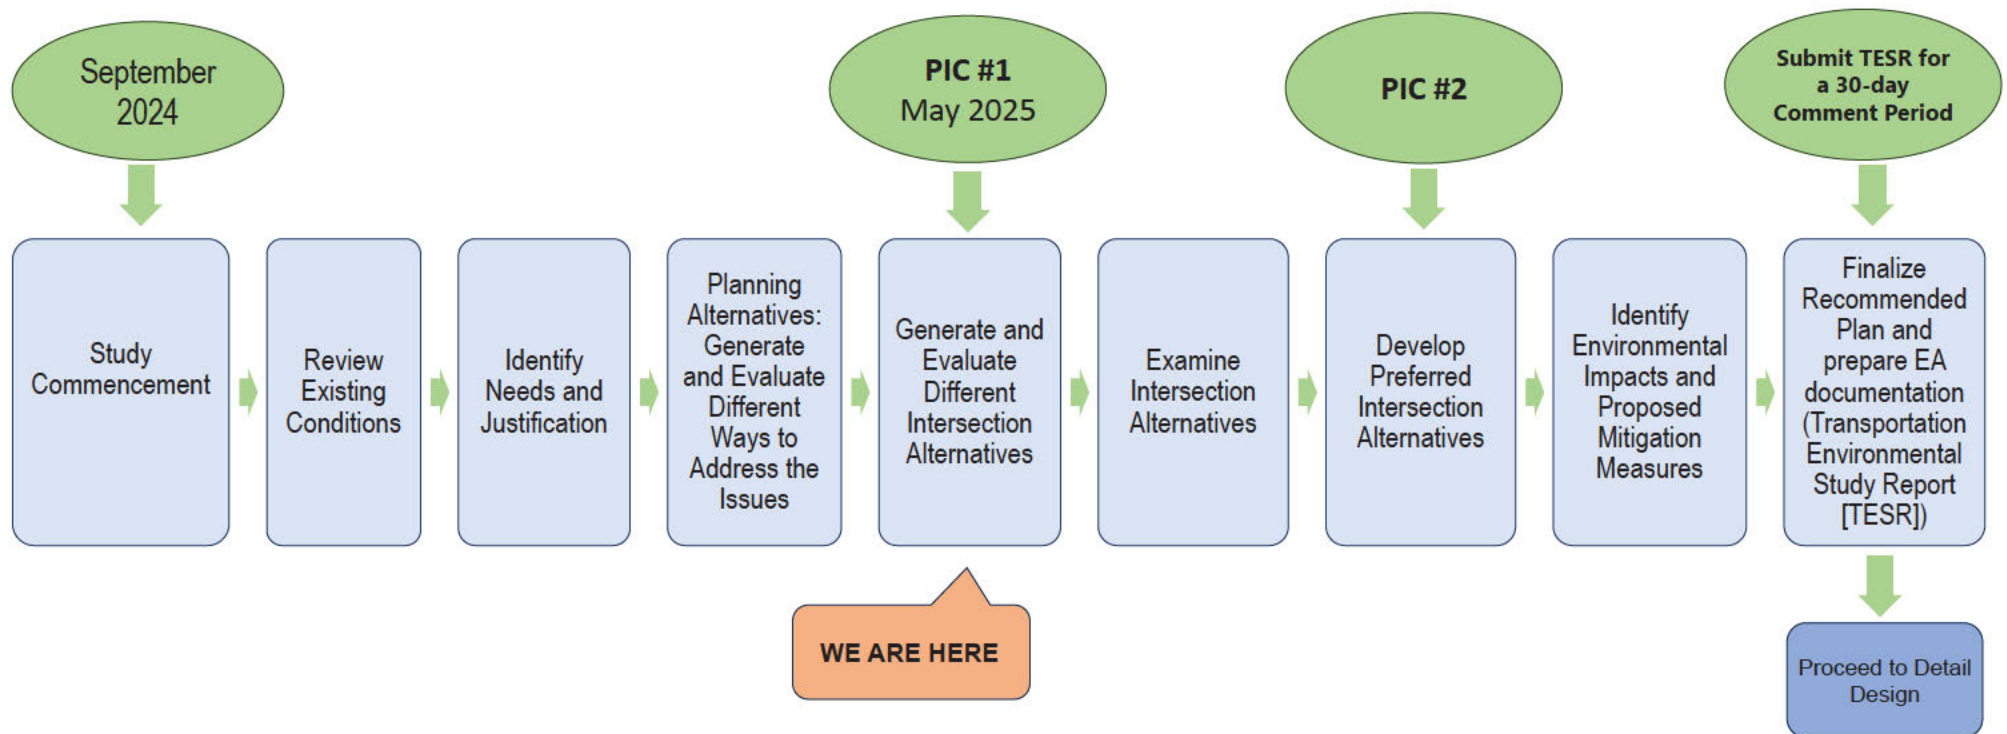 September
2024
PIC #1
May 2025
PIC #2
Submit TESR for
a 30-day
Comment Period
Study
Commencement
Review
Existing
Conditions
Identify
Needs and
Justification
Planning
Alternatives:
Generate
and Evaluate
Different
Ways to
Address the
Issues
Generate and
Evaluate
Different
Intersection
Alternatives
Examine
Intersection
Alternatives
Develop
Preferred
Intersection
Alternatives
Identify
Environmental
Impacts and
Proposed
Mitigation
Measures
Finalize
Recommended
Plan and
prepare EA
documentation
(Transportation
Environmental
Study Report
[TESR])
WE ARE HERE
Proceed to Detail
Design